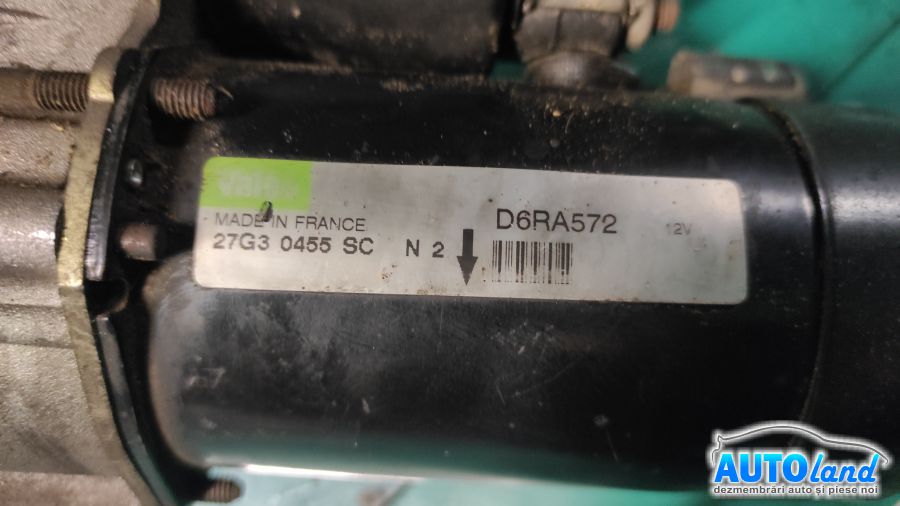 Valeo
MADE IN FRANCE
27G3 0455 SC N 2
D6RA572
12V
AUTOland
dezmembrări auto și piese noi